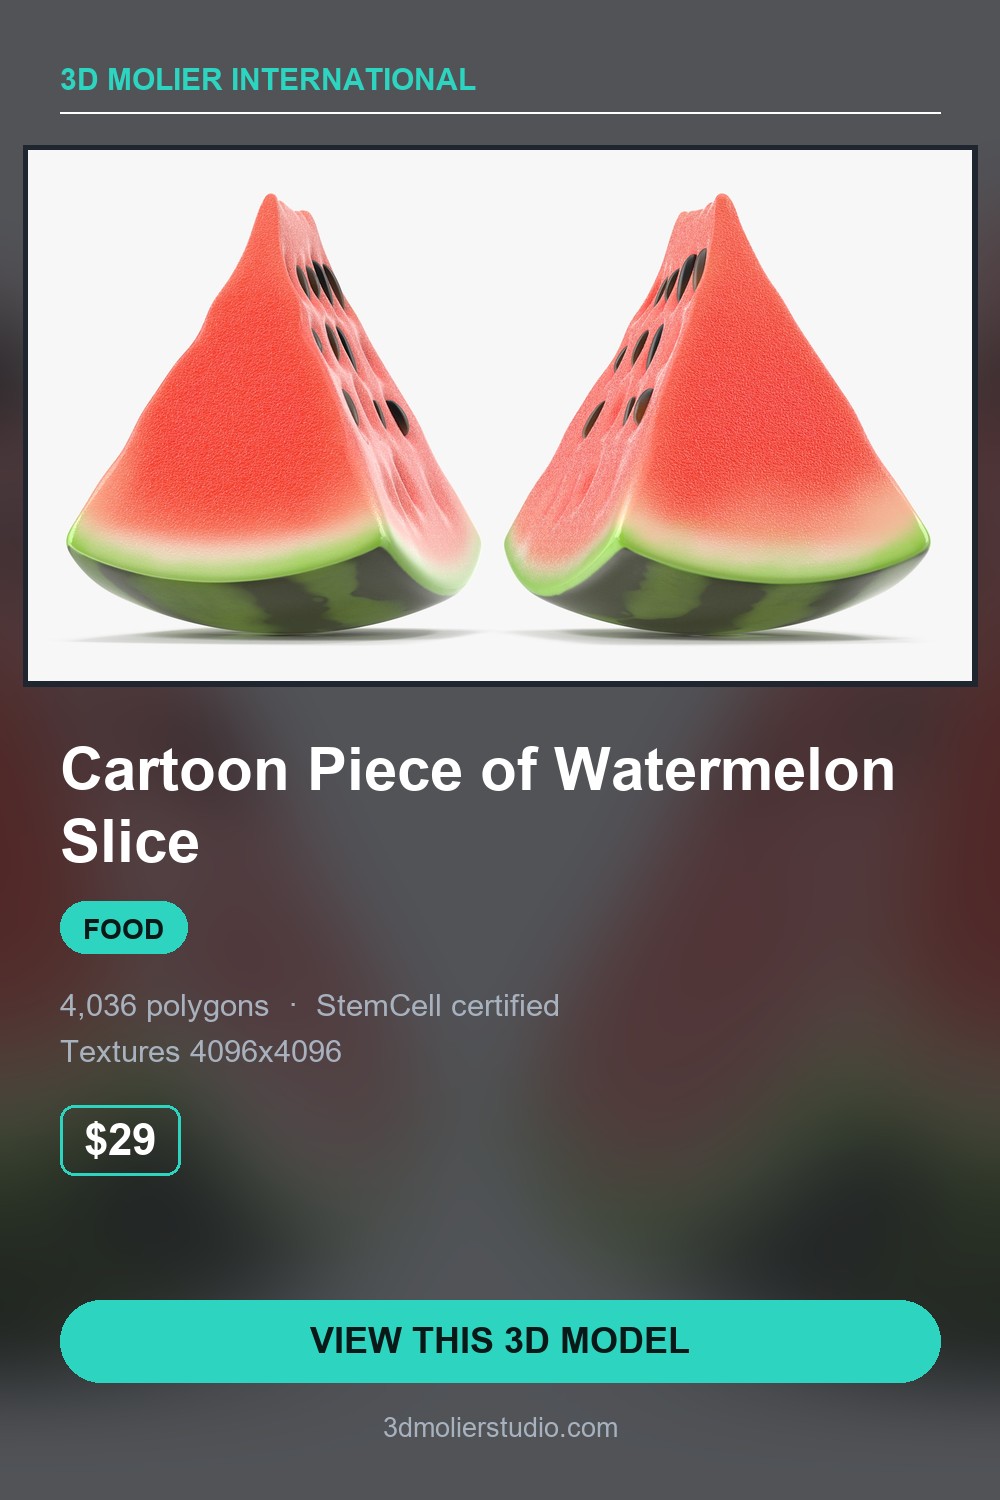 3D MOLIER INTERNATIONAL
Cartoon Piece of Watermelon
Slice
FOOD
4,036 polygons · StemCell certified
Textures 4096x4096
$29
VIEW THIS 3D MODEL
3dmolierstudio.com